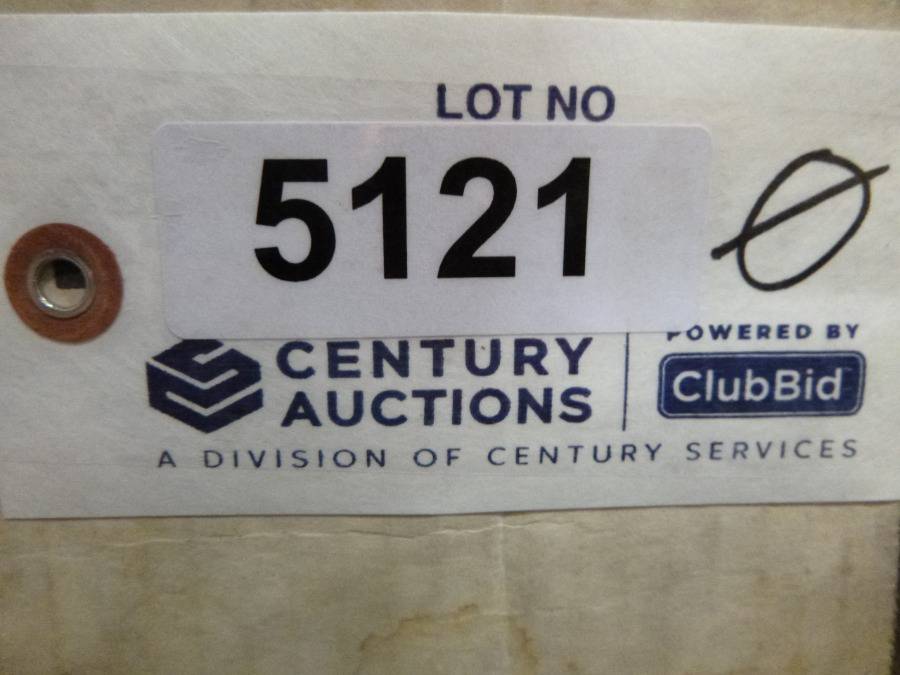 LOT NO
5121 Ø
CENTURY
AUCTIONS
POWERED BY
ClubBid
A DIVISION OF CENTURY SERVICES